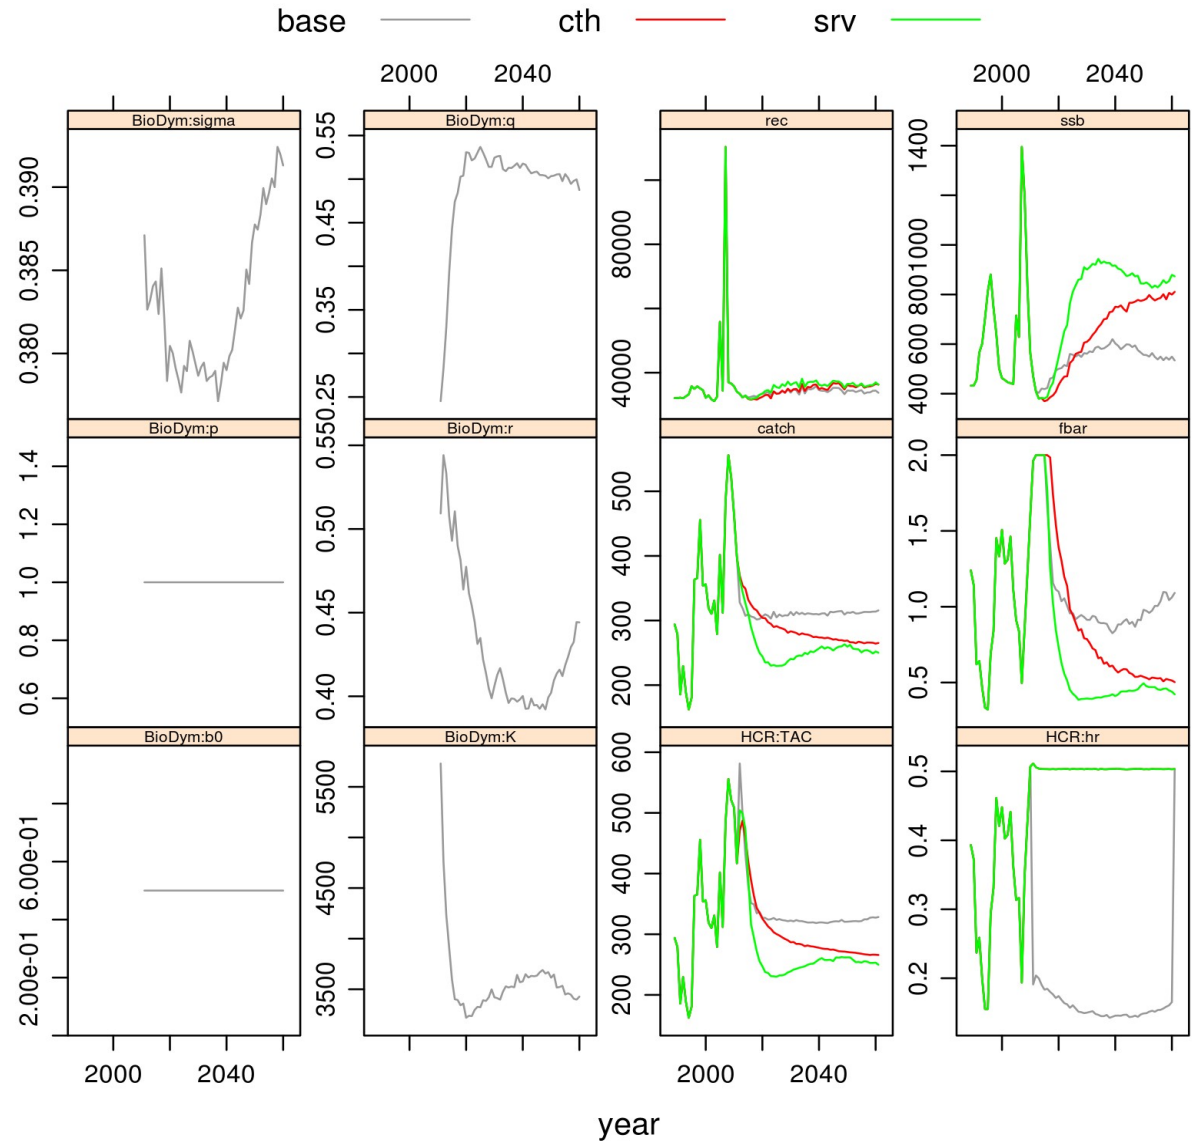 base cth srv
2000 2040 2000 2040
BioDym:sigma BioDym:q rec ssb
0.380 0.385 0.390
0.25 0.35 0.45 0.55
40000 80000
400 600 800 1000 1400
BioDym:p BioDym:r catch fbar
0.6 0.8 1.0 1.2 1.4
0.40 0.45 0.50 0.55
200 300 400 500
0.5 1.0 1.5 2.0
BioDym:b0 BioDym:K HCR:TAC HCR:hr
2.00e-01 6.00e-01
3500 4500 5500
200 300 400 500 600
0.2 0.3 0.4 0.5
2000 2040 2000 2040
year